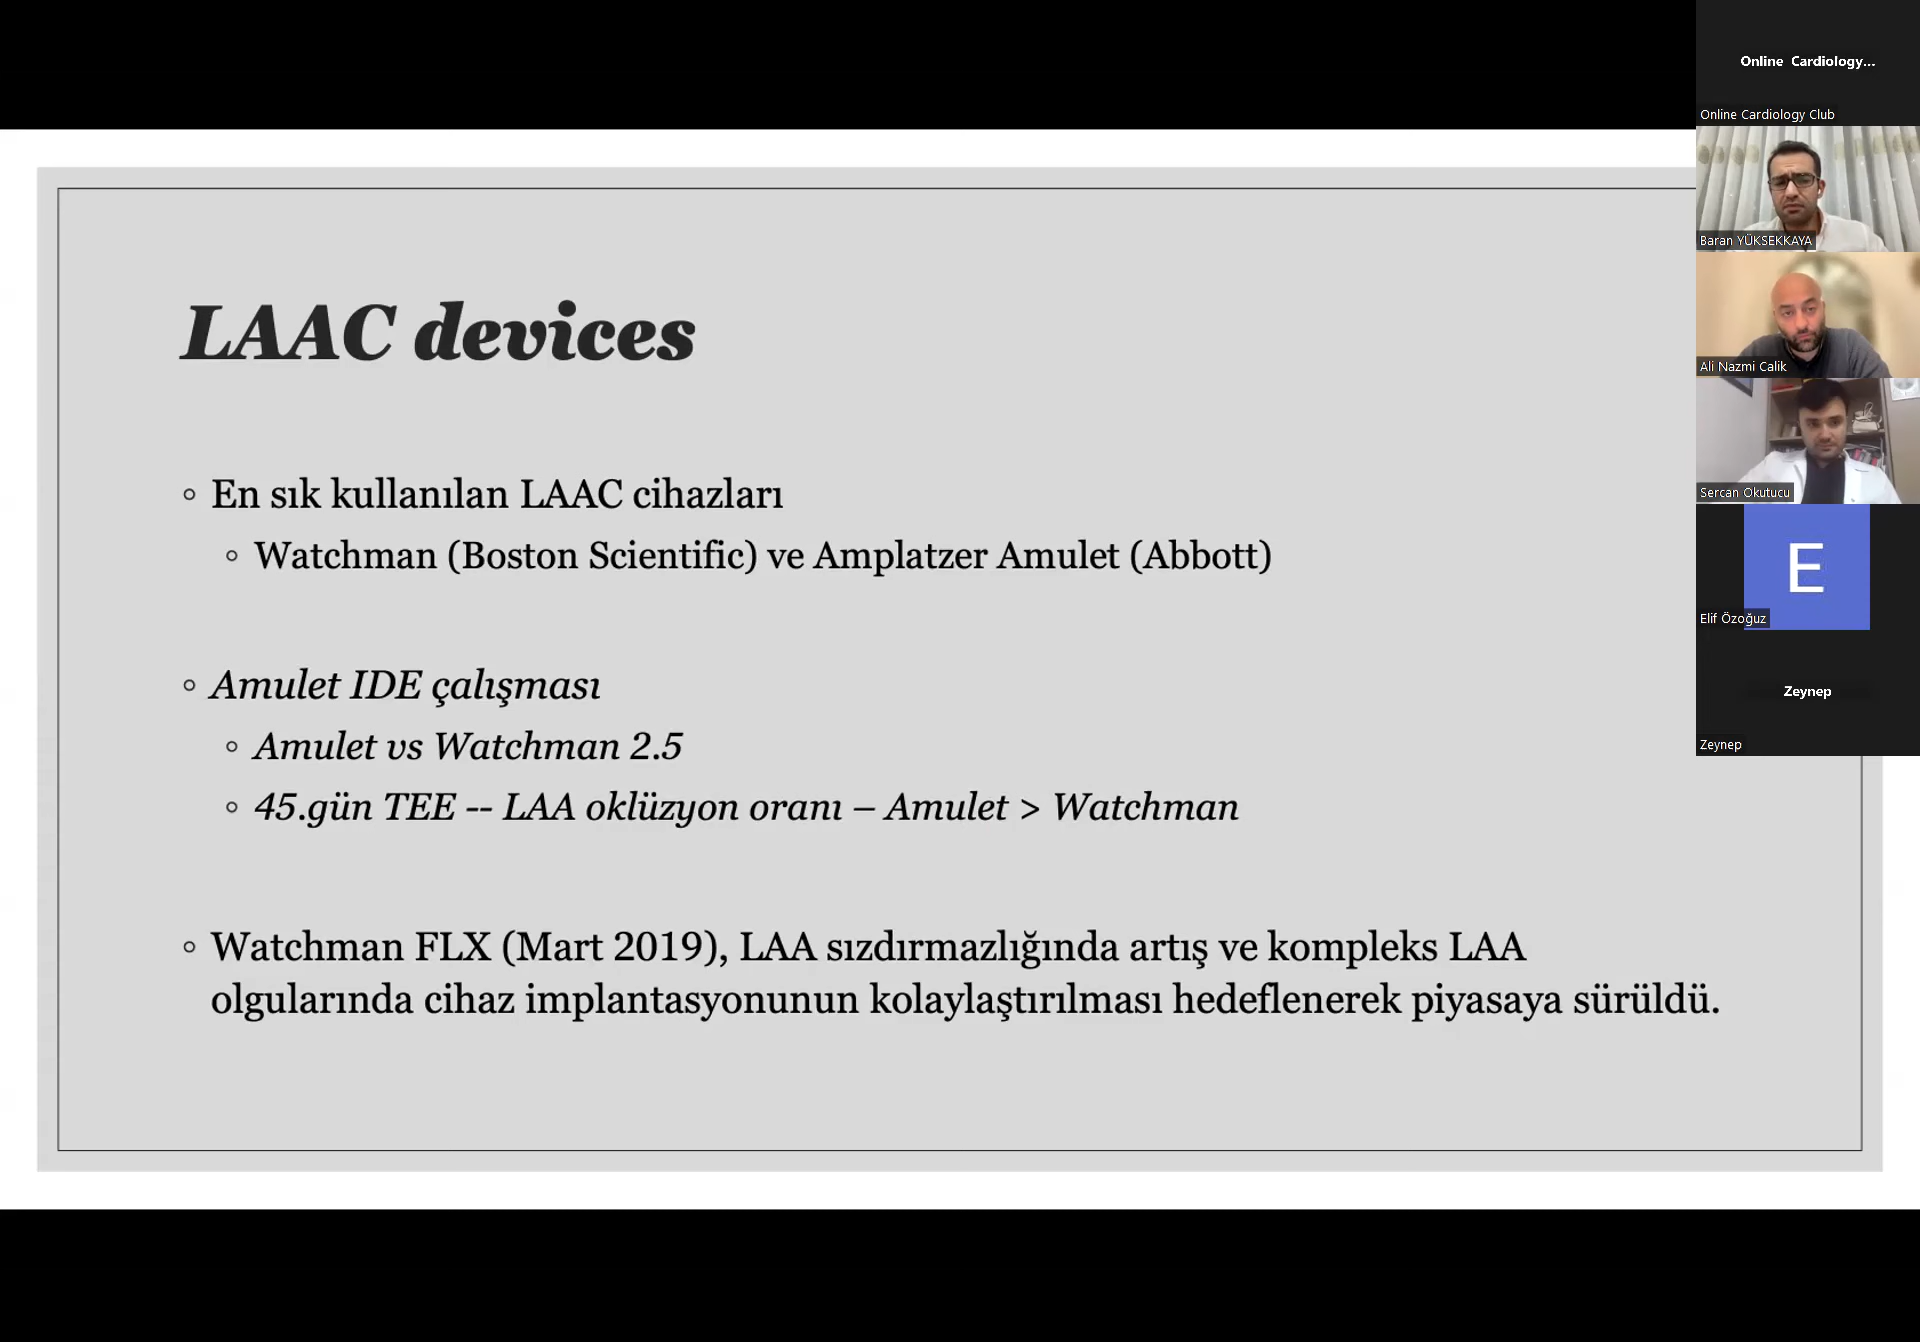 LAAC devices
En sık kullanılan LAAC cihazları
Watchman (Boston Scientific) ve Amplatzer Amulet (Abbott)
Amulet IDE çalışması
Amulet vs Watchman 2.5
45.gün TEE -- LAA oklüzyon oranı – Amulet > Watchman
Watchman FLX (Mart 2019), LAA sızdırmazlığında artış ve kompleks LAA
olgularında cihaz implantasyonunun kolaylaştırılması hedeflenerek piyasaya sürüldü.
Online Cardiology...
Online Cardiology Club
Baran YÜKSEKKAYA
Ali Nazmi Calik
Sercan Okutucu
E
Elif Özoğuz
Zeynep
Zeynep